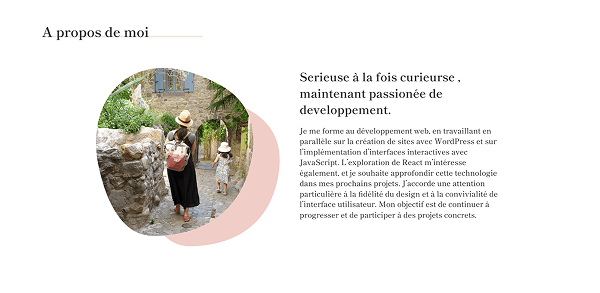 A propos de moi
Serieuse à la fois curieurse ,
maintenant passionée de
developpement.
Je me forme au développement web, en travaillant en
parallèle sur la création de sites avec WordPress et sur
l'implémentation d'interfaces interactives avec
JavaScript. L'exploration de React m'intéresse
également, et je souhaite approfondir cette technologie
dans mes prochains projets. J'accorde une attention
particulière à la fidélité du design et à la convivialité de
l'interface utilisateur. Mon objectif est de continuer à
progresser et de participer à des projets concrets.